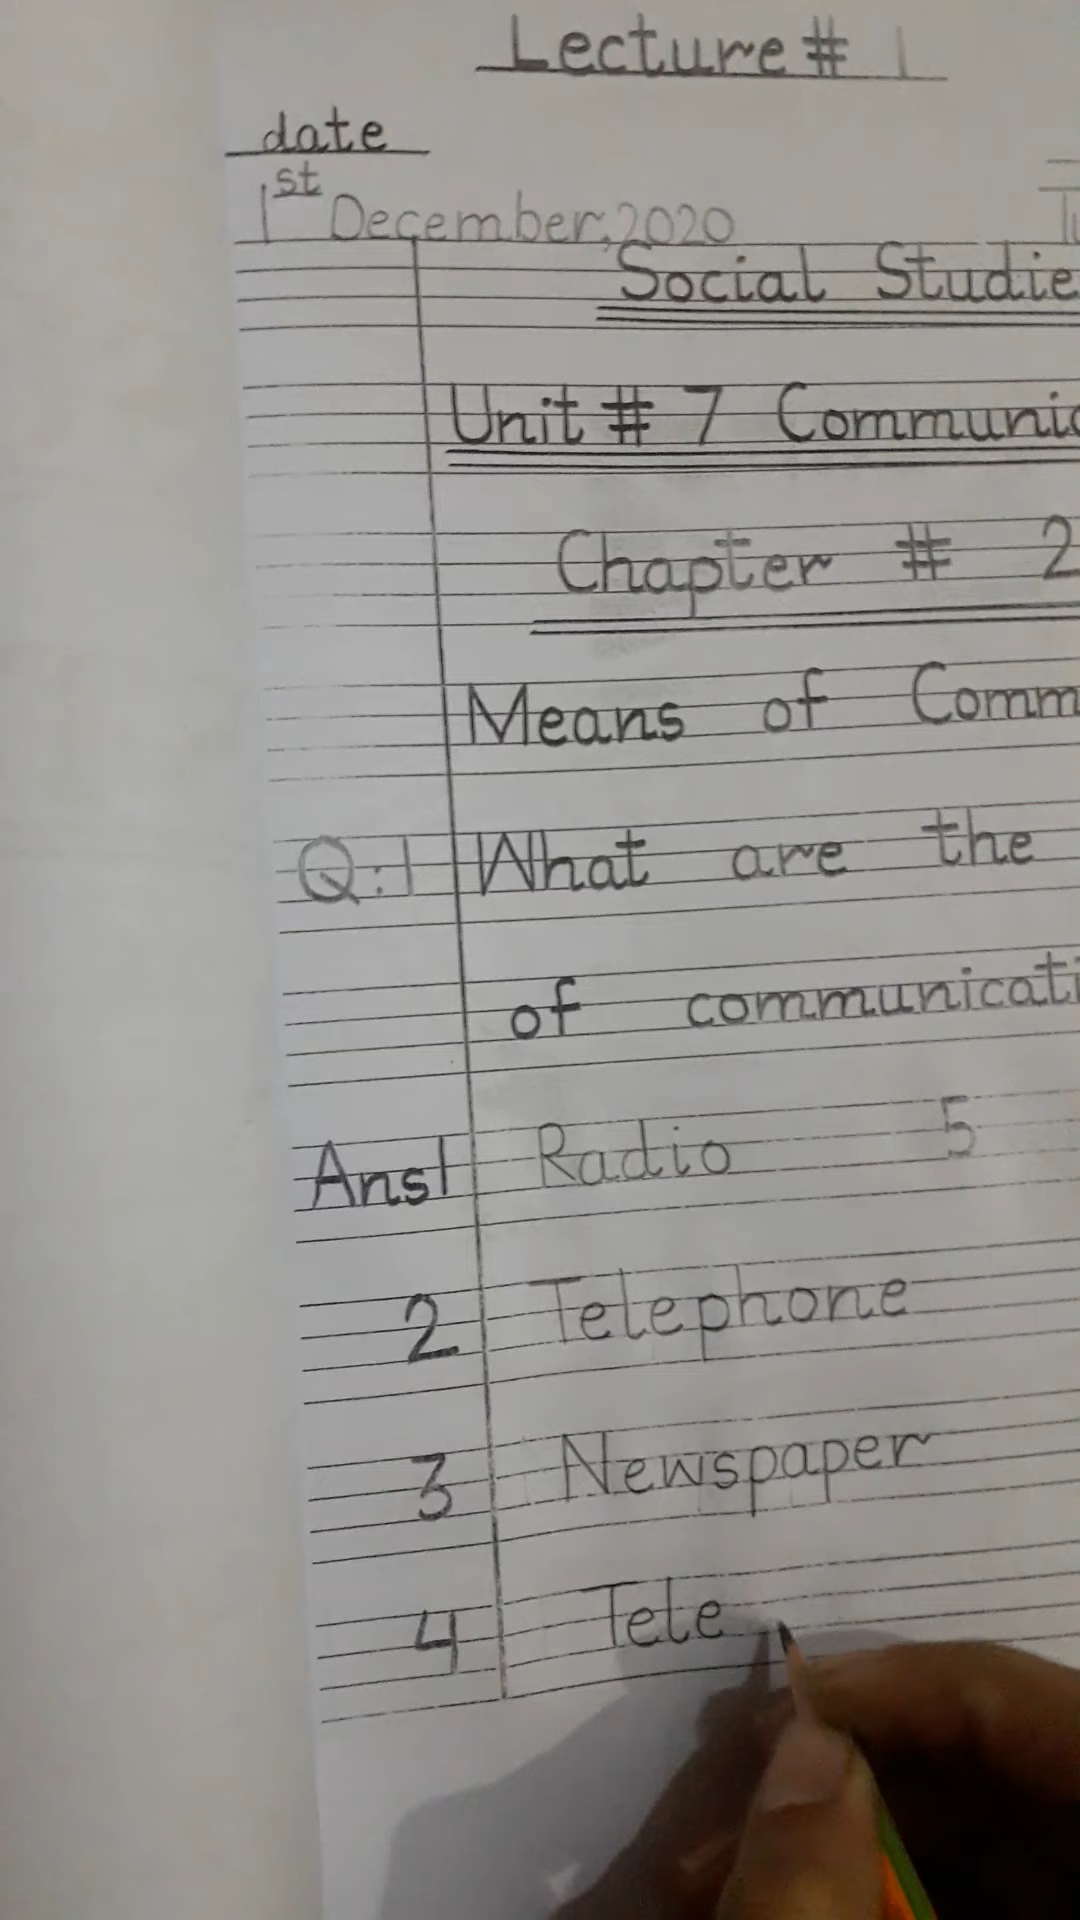 Lecture # 1
date
1st December, 2020
Social Studie
Unit # 7 Communic
Chapter # 2
Means of Comm
Q:1 What are the
of communicati
Ans1 Radio 5
2 Telephone
3 Newspaper
4 Tele